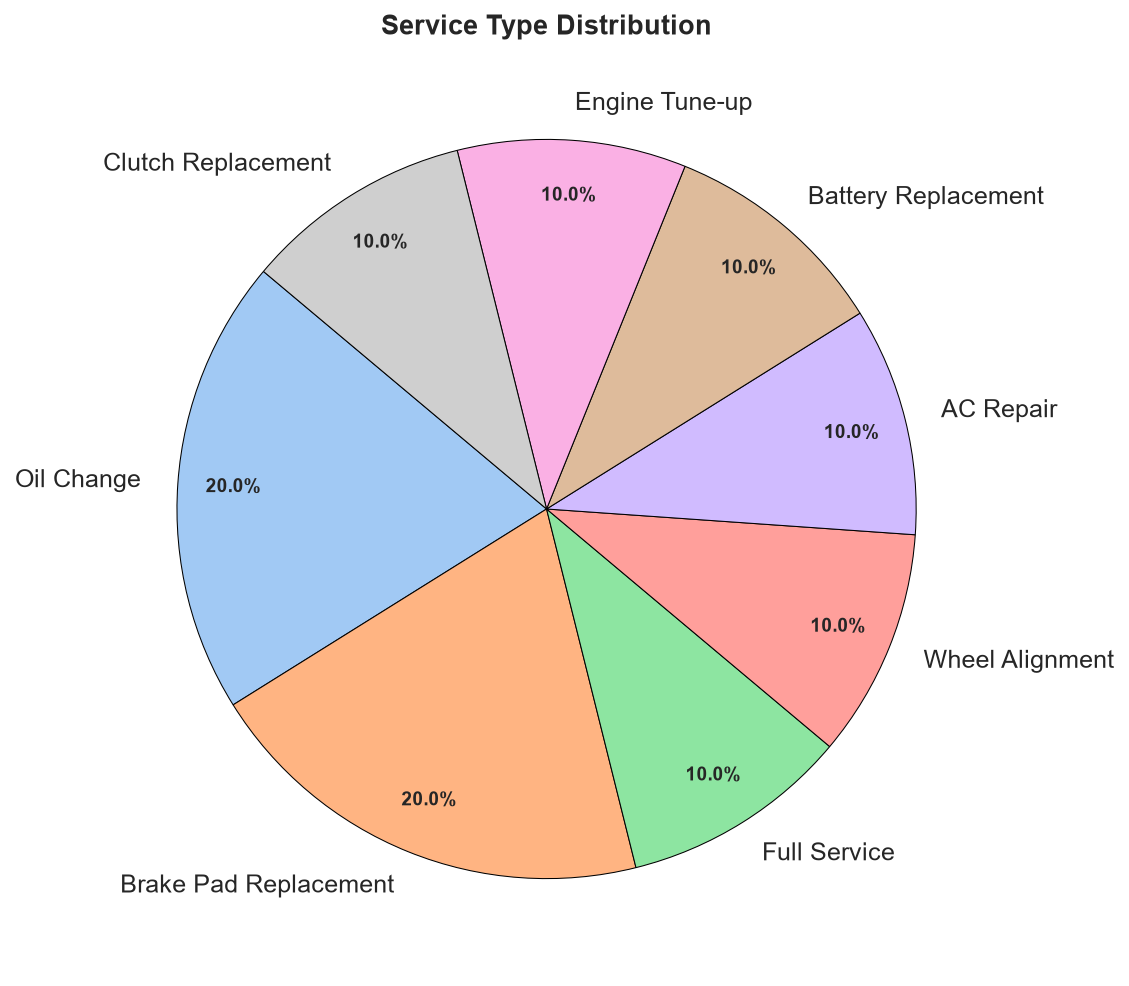 Service Type Distribution
Engine Tune-up
Clutch Replacement
Battery Replacement
10.0%
10.0%
10.0%
AC Repair
10.0%
Oil Change
20.0%
10.0%
Wheel Alignment
10.0%
20.0%
Full Service
Brake Pad Replacement